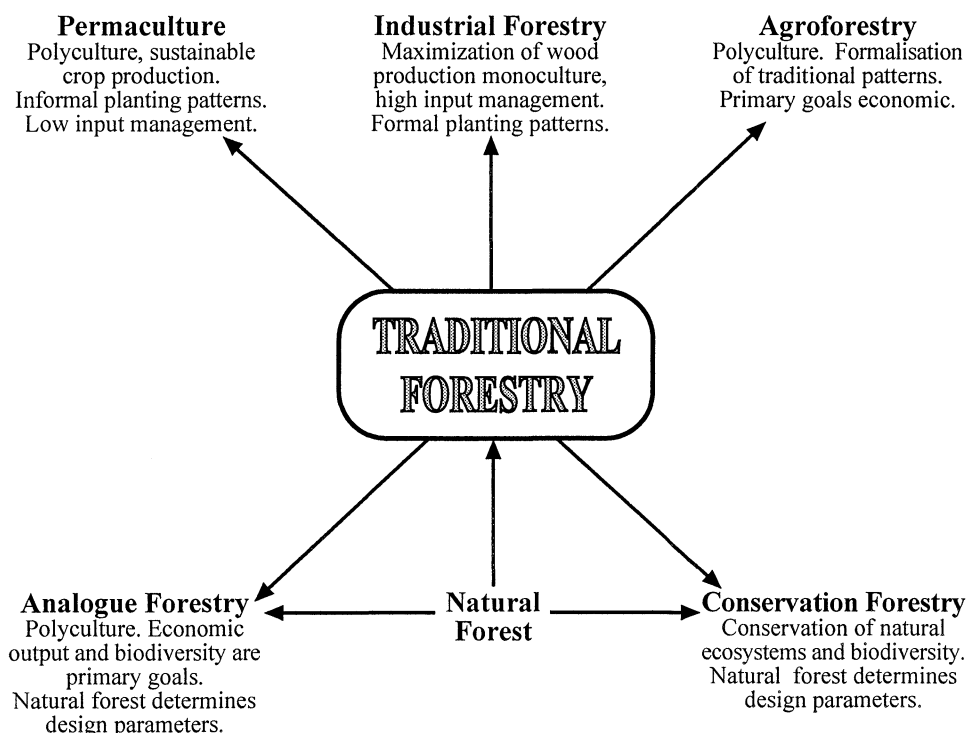 Permaculture
Polyculture, sustainable
crop production.
Informal planting patterns.
Low input management.
Industrial Forestry
Maximization of wood
production monoculture,
high input management.
Formal planting patterns.
Agroforestry
Polyculture. Formalisation
of traditional patterns.
Primary goals economic.
TRADITIONAL
FORESTRY
Analogue Forestry
Polyculture. Economic
output and biodiversity are
primary goals.
Natural forest determines
design parameters.
Natural
Forest
Conservation Forestry
Conservation of natural
ecosystems and biodiversity.
Natural forest determines
design parameters.